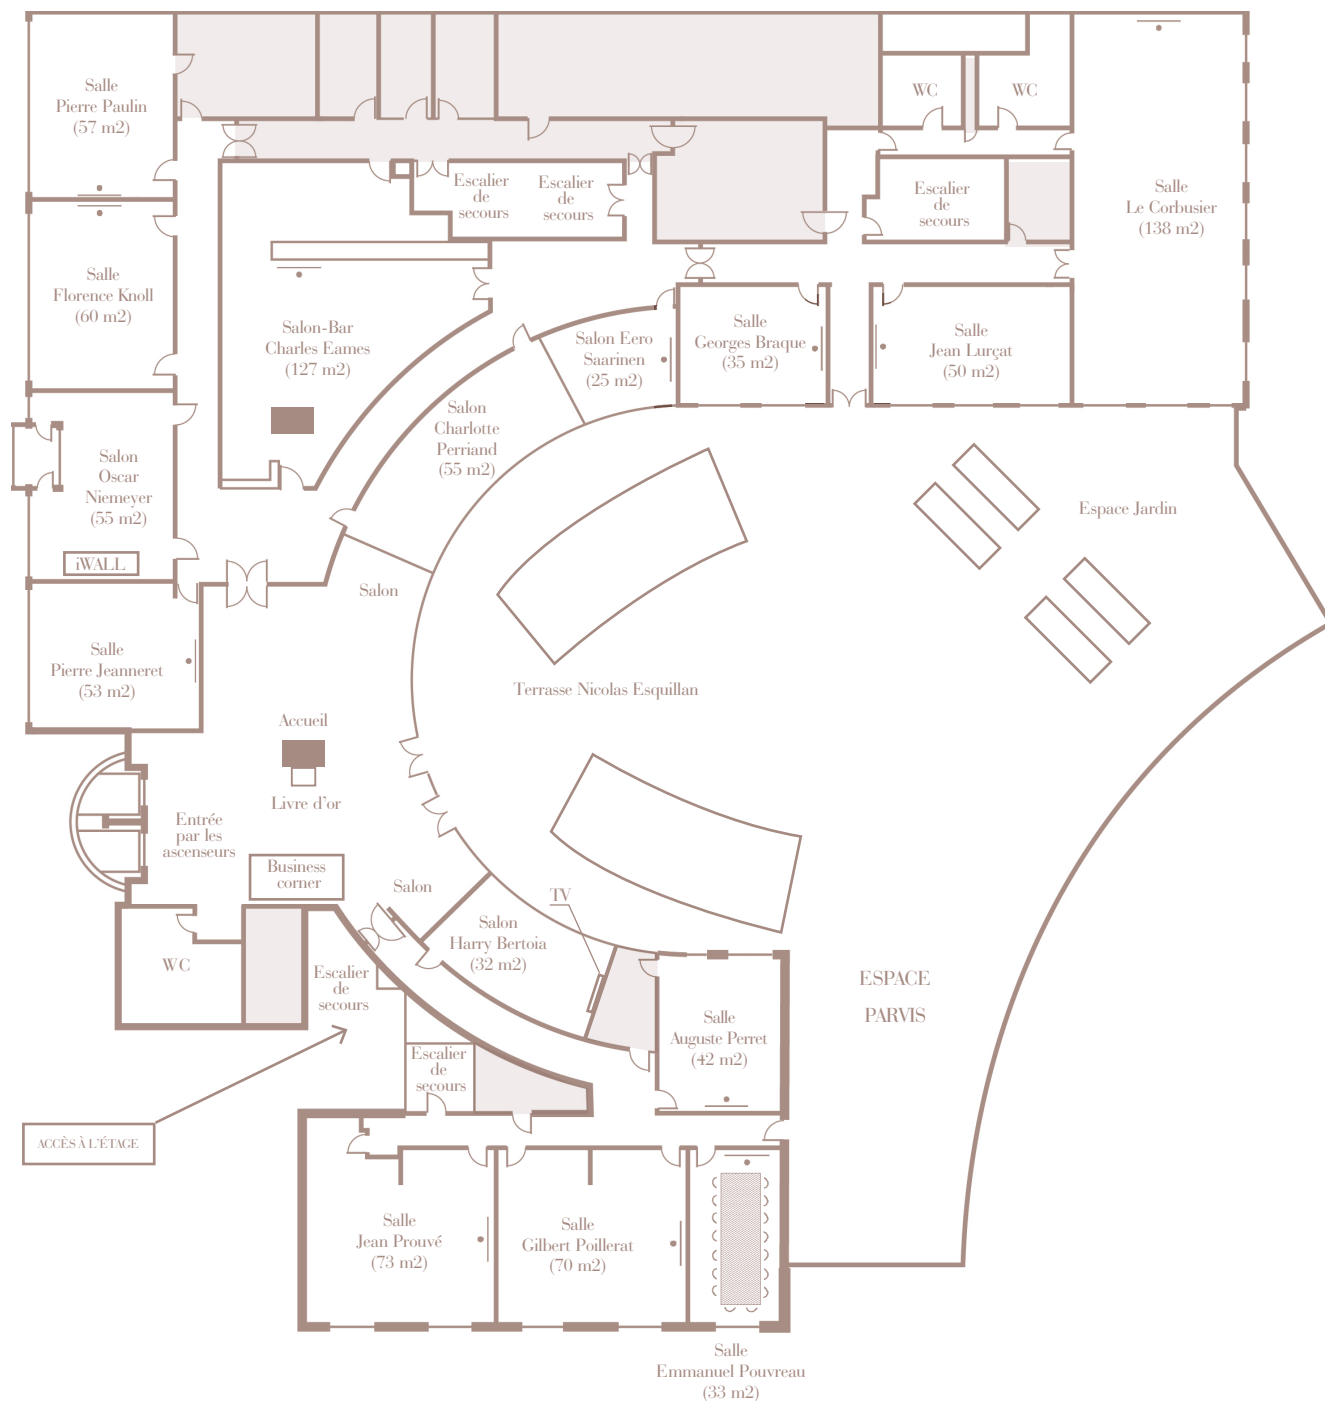 Salle
Pierre Paulin
(57 m2)
WC
WC
Escalier
de
secours
Escalier
de
secours
Escalier
de
secours
Salle
Le Corbusier
(138 m2)
Salle
Florence Knoll
(60 m2)
Salon-Bar
Charles Eames
(127 m2)
Salon Eero
Saarinen
(25 m2)
Salle
Georges Braque
(35 m2)
Salle
Jean Lurçat
(50 m2)
Salon
Charlotte
Perriand
(55 m2)
Salon
Oscar
Niemeyer
(55 m2)
iWALL
Espace Jardin
Salon
Salle
Pierre Jeanneret
(53 m2)
Terrasse Nicolas Esquillan
Accueil
Livre d'or
Entrée
par les
ascenseurs
Business
corner
Salon
TV
Salon
Harry Bertoia
(32 m2)
WC
Escalier
de
secours
ESPACE
PARVIS
Salle
Auguste Perret
(42 m2)
Escalier
de
secours
ACCÈS À L'ÉTAGE
Salle
Jean Prouvé
(73 m2)
Salle
Gilbert Poillerat
(70 m2)
Salle
Emmanuel Pouvreau
(33 m2)